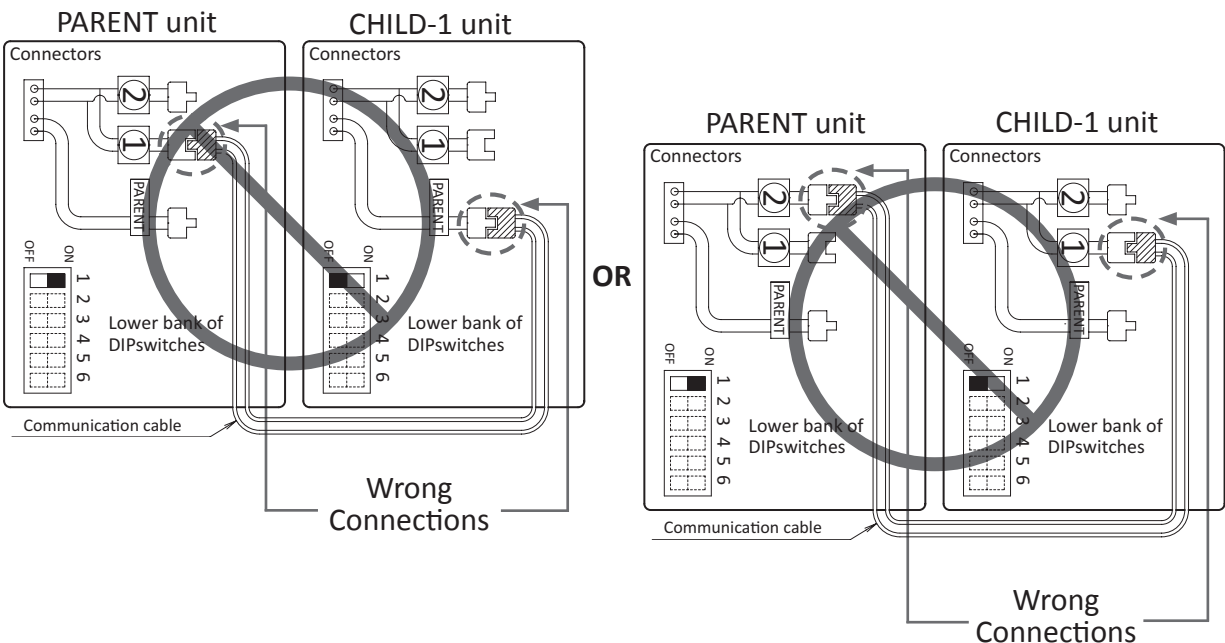 PARENT unit
CHILD-1 unit
Connectors
Connectors
2
2
1
1
PARENT
PARENT
OFF
ON
OFF
ON
1
2
3
4
5
6
1
2
3
4
5
6
Lower bank of
DIPswitches
Lower bank of
DIPswitches
Communication cable
Wrong
Connections
OR
PARENT unit
CHILD-1 unit
Connectors
Connectors
2
2
1
1
PARENT
PARENT
OFF
ON
OFF
ON
1
2
3
4
5
6
1
2
3
4
5
6
Lower bank of
DIPswitches
Lower bank of
DIPswitches
Communication cable
Wrong
Connections